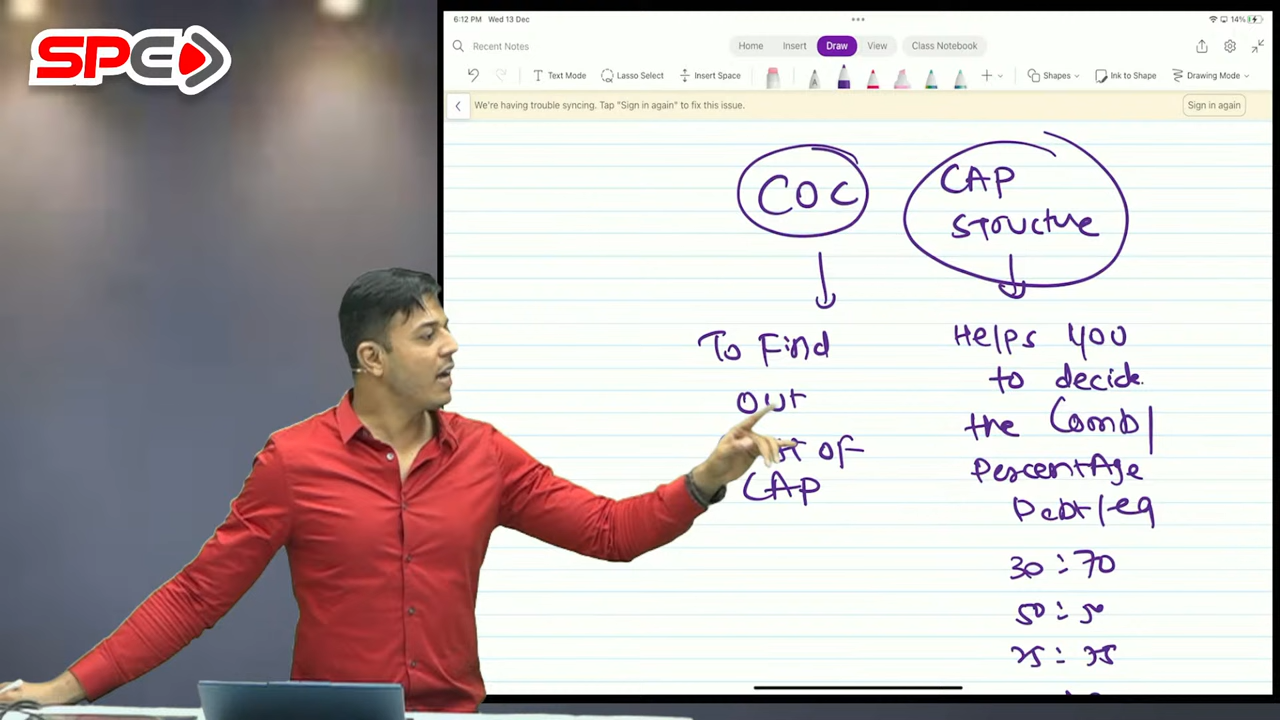 SPED
6:12 PM Wed 13 Dec
14%
Recent Notes
Home Insert Draw View Class Notebook
Text Mode Lasso Select Insert Space Shapes Ink to Shape Drawing Mode
We're having trouble syncing. Tap "Sign in again" to fix this issue.
Sign in again
COC
To Find
Out
of
CAP
CAP
structure
Helps you
to decide
the Comb/
Percentage
Debt/eq
30:70
50:50